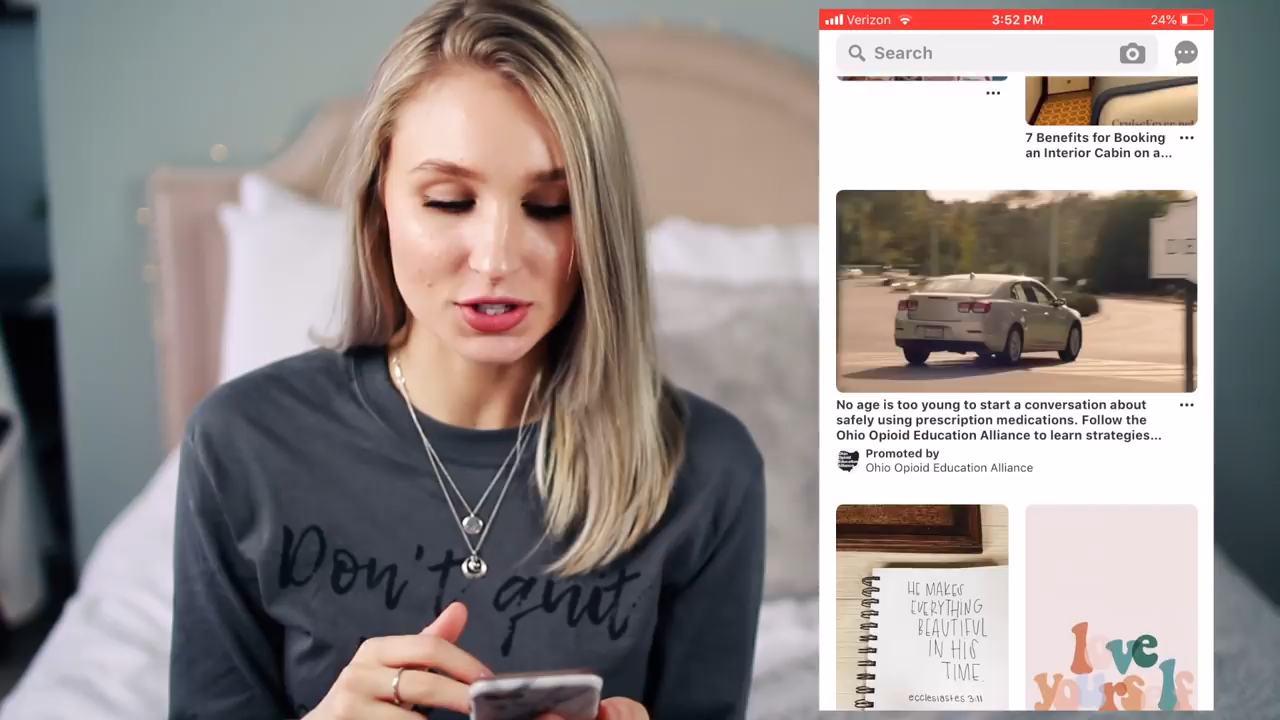 Verizon
3:52 PM
24%
Search
CruiseFever.net
7 Benefits for Booking
an Interior Cabin on a...
No age is too young to start a conversation about
safely using prescription medications. Follow the
Ohio Opioid Education Alliance to learn strategies...
Promoted by
Ohio Opioid Education Alliance
HE MAKES
EVERYTHING
BEAUTIFUL
IN HIS
TIME.
ecclesiastes 3:11
love
yourself
Don't quit